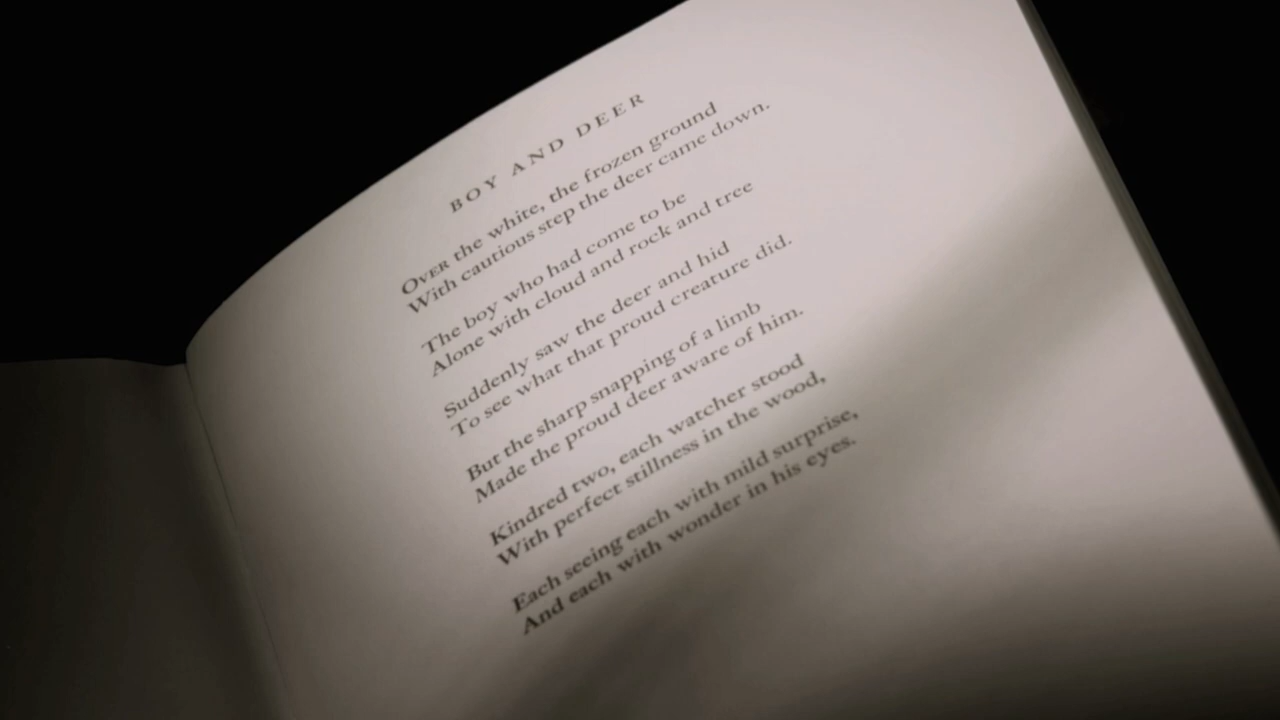 BOY AND DEER
OVER the white, the frozen ground
With cautious step the deer came down.
The boy who had come to be
Alone with cloud and rock and tree
Suddenly saw the deer and hid
To see what that proud creature did.
But the sharp snapping of a limb
Made the proud deer aware of him.
Kindred two, each watcher stood
With perfect stillness in the wood,
Each seeing each with mild surprise,
And each with wonder in his eyes.